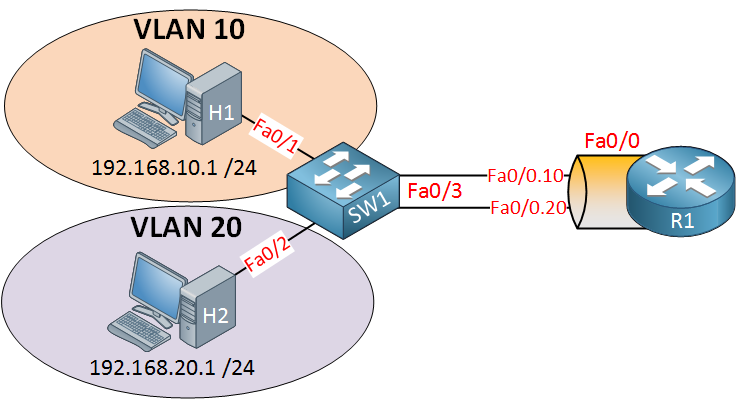 VLAN 10
H1
Fa0/1
192.168.10.1 /24
SW1
Fa0/3
Fa0/0
Fa0/0.10
Fa0/0.20
R1
VLAN 20
Fa0/2
H2
192.168.20.1 /24